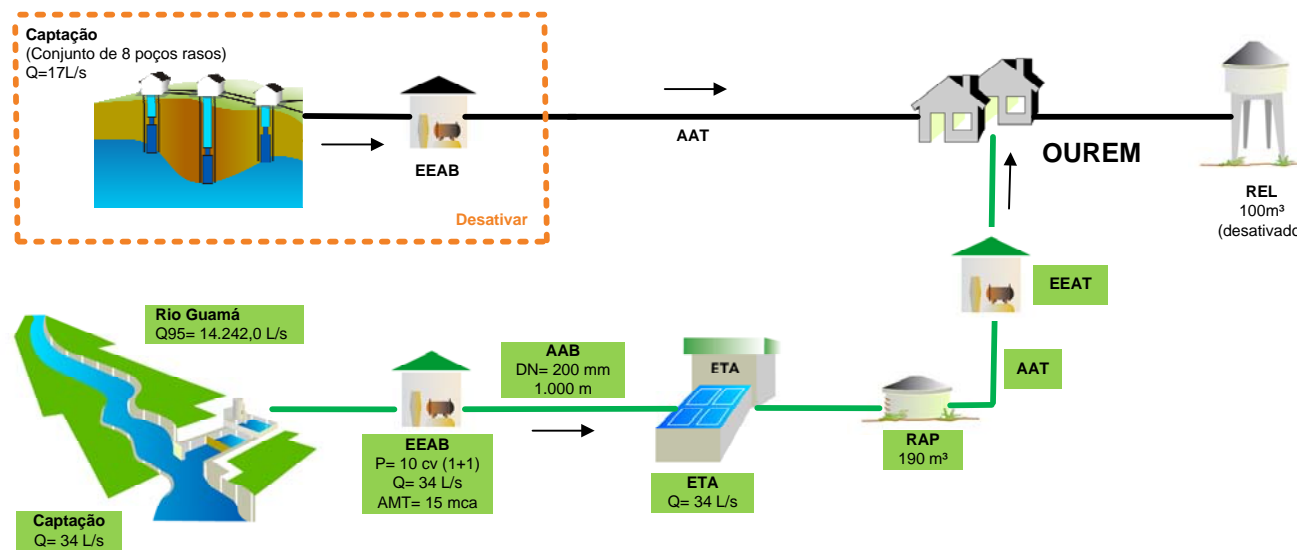 Captação
(Conjunto de 8 poços rasos)
Q=17L/s
EEAB
Desativar
AAT
OUREM
REL
100m³
(desativado
Rio Guamá
Q95= 14.242,0 L/s
Captação
Q= 34 L/s
EEAB
P= 10 cv (1+1)
Q= 34 L/s
AMT= 15 mca
AAB
DN= 200 mm
1.000 m
ETA
ETA
Q= 34 L/s
RAP
190 m³
AAT
EEAT